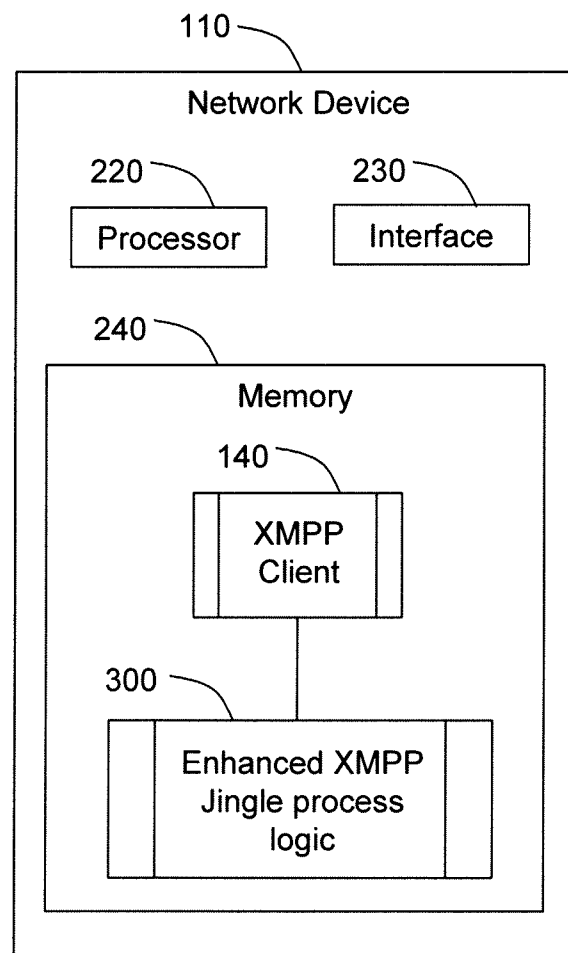 110
Network Device
220
230
Processor
Interface
240
Memory
140
XMPP
Client
300
Enhanced XMPP
Jingle process
logic